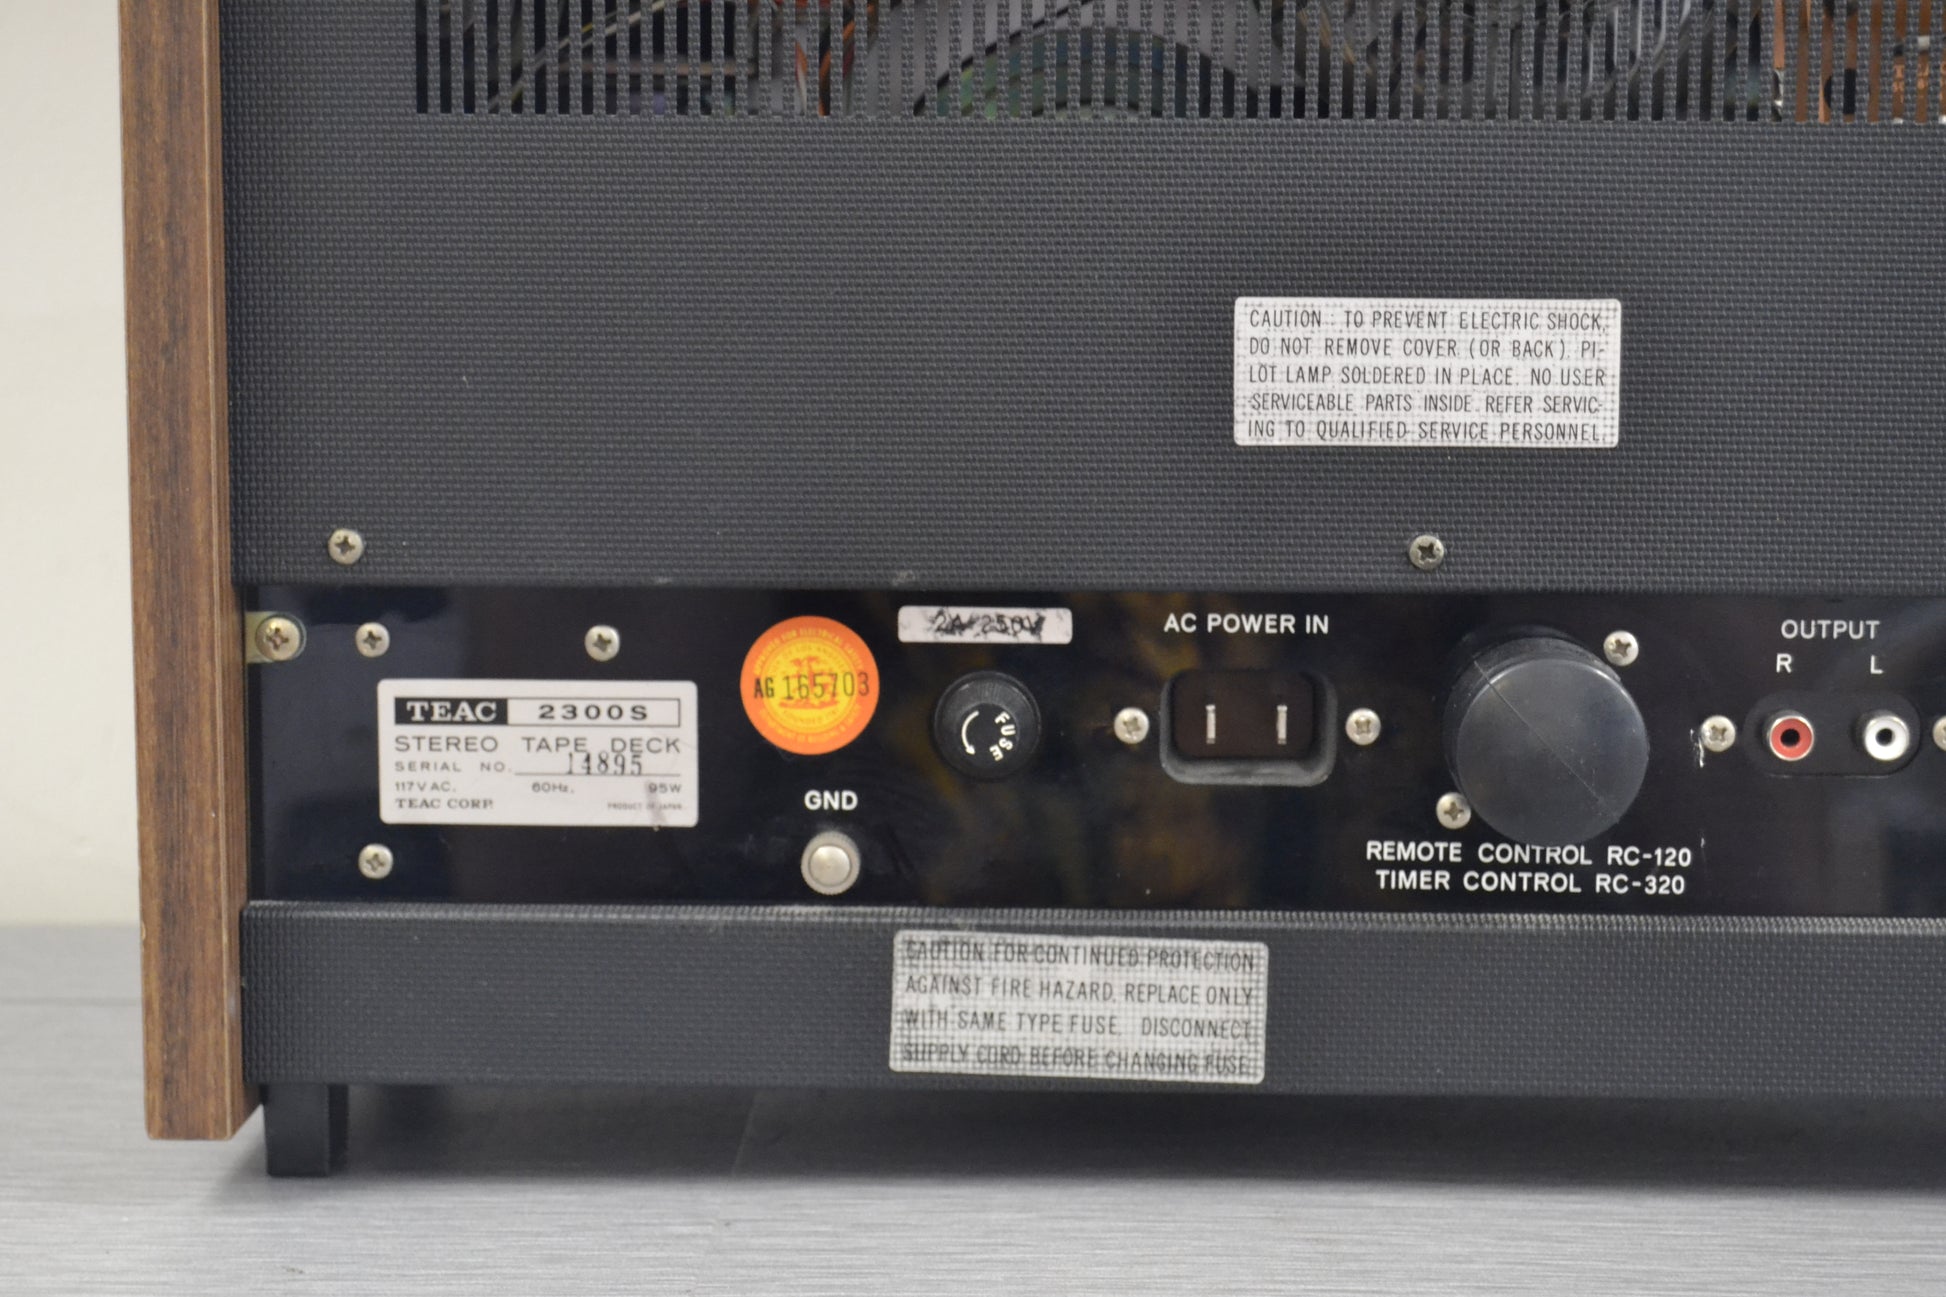 CAUTION : TO PREVENT ELECTRIC SHOCK,
DO NOT REMOVE COVER (OR BACK). PI-
LOT LAMP SOLDERED IN PLACE. NO USER
SERVICEABLE PARTS INSIDE. REFER SERVIC-
ING TO QUALIFIED SERVICE PERSONNEL.
2A 250V
AC POWER IN
OUTPUT
R L
AG 165703
FUSE
TEAC 2300S
STEREO TAPE DECK
SERIAL NO. 14895
117V AC. 60Hz. 95W
TEAC CORP. PRODUCT OF JAPAN
GND
REMOTE CONTROL RC-120
TIMER CONTROL RC-320
CAUTION FOR CONTINUED PROTECTION
AGAINST FIRE HAZARD, REPLACE ONLY
WITH SAME TYPE FUSE. DISCONNECT
SUPPLY CORD BEFORE CHANGING FUSE.